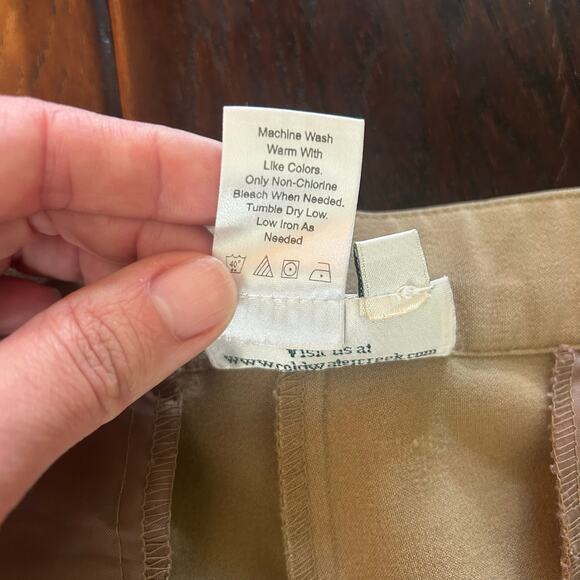 Machine Wash
Warm With
Like Colors.
Only Non-Chlorine
Bleach When Needed.
Tumble Dry Low.
Low Iron As
Needed
40°
Visit us at
www.coldwatercreek.com